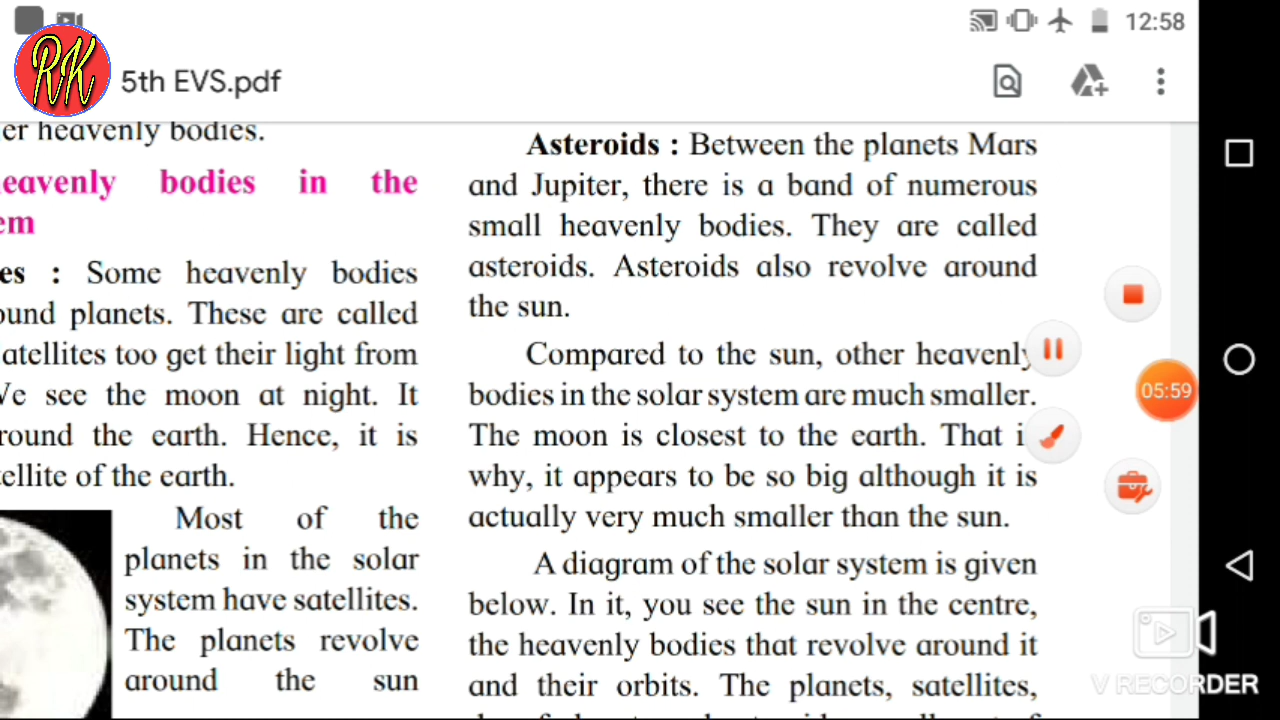 12:58
RK
5th EVS.pdf
er heavenly bodies.
eavenly bodies in the
em
es : Some heavenly bodies
ound planets. These are called
atellites too get their light from
We see the moon at night. It
round the earth. Hence, it is
tellite of the earth.
Most of the
planets in the solar
system have satellites.
The planets revolve
around the sun
Asteroids : Between the planets Mars
and Jupiter, there is a band of numerous
small heavenly bodies. They are called
asteroids. Asteroids also revolve around
the sun.
Compared to the sun, other heavenly
bodies in the solar system are much smaller.
The moon is closest to the earth. That i
why, it appears to be so big although it is
actually very much smaller than the sun.
A diagram of the solar system is given
below. In it, you see the sun in the centre,
the heavenly bodies that revolve around it
and their orbits. The planets, satellites,
05:59
V RECORDER